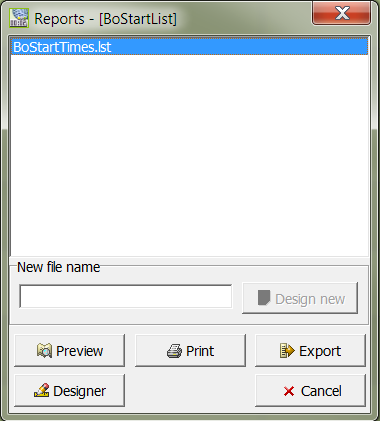 Reports - [BoStartList]
BoStartTimes.lst
New file name
Design new
Preview
Print
Export
Designer
Cancel